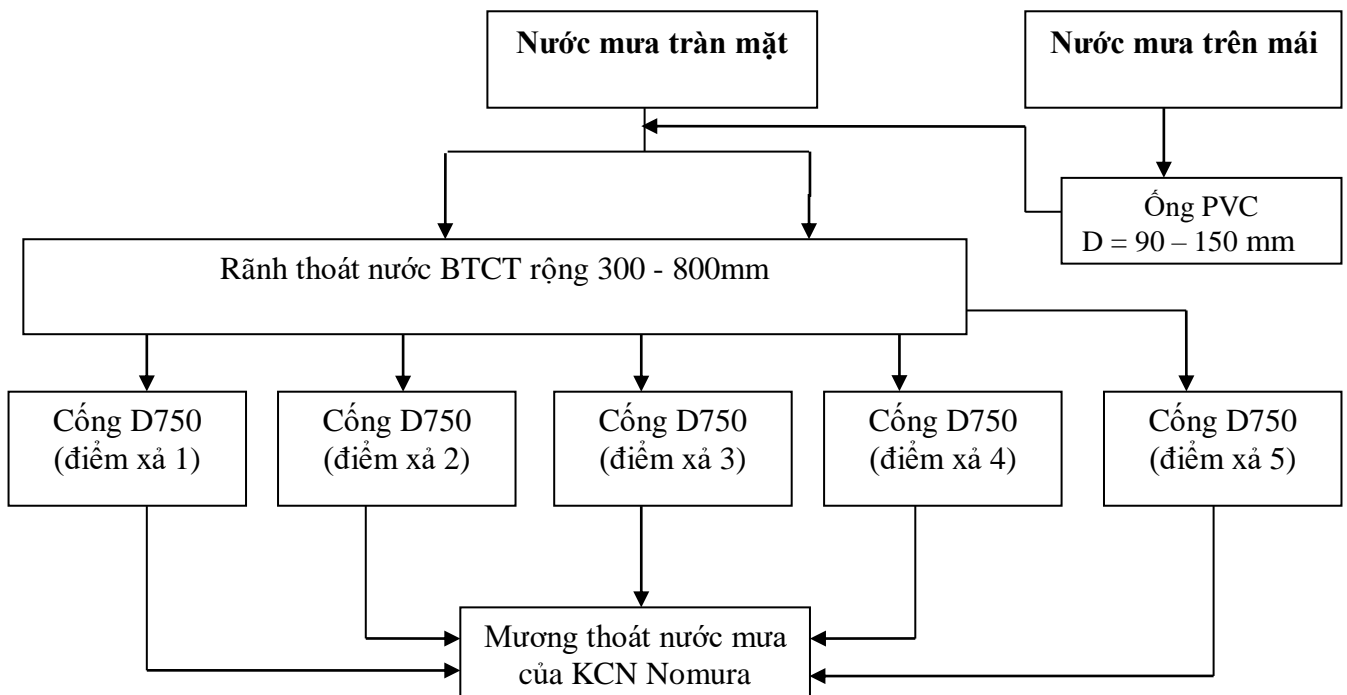 Nước mưa tràn mặt
Nước mưa trên mái
Ống PVC
D = 90 – 150 mm
Rãnh thoát nước BTCT rộng 300 - 800mm
Cống D750
(điểm xả 1)
Cống D750
(điểm xả 2)
Cống D750
(điểm xả 3)
Cống D750
(điểm xả 4)
Cống D750
(điểm xả 5)
Mương thoát nước mưa
của KCN Nomura